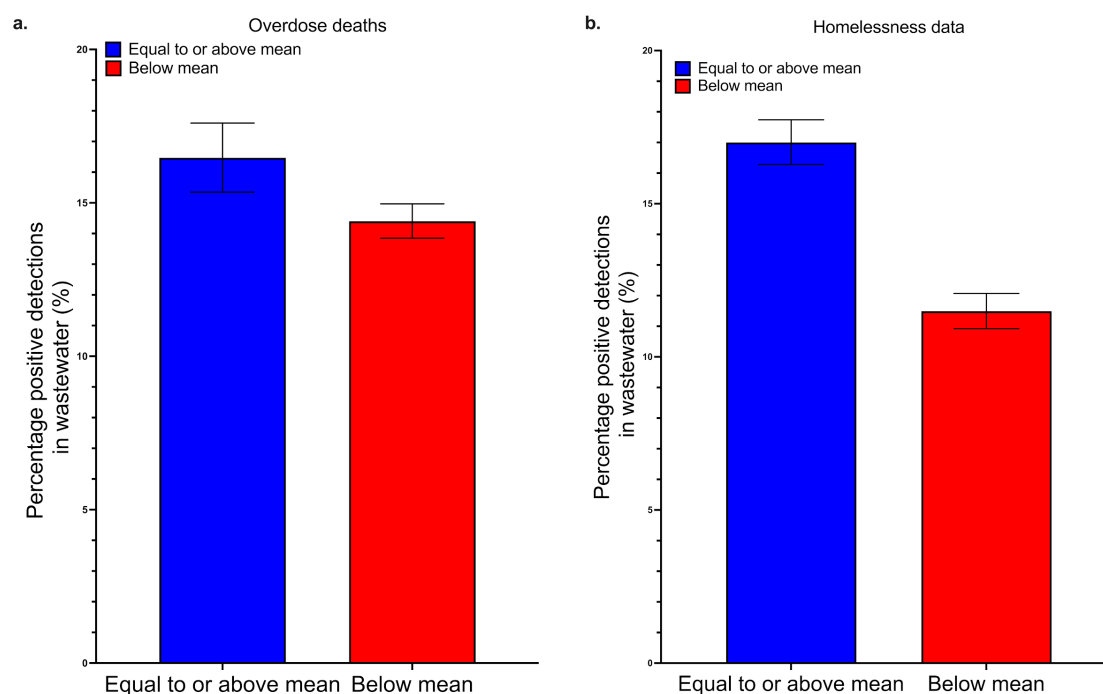 a.
Overdose deaths
Equal to or above mean
Below mean
20
15
10
5
0
Percentage positive detections
in wastewater (%)
Equal to or above mean
Below mean
b.
Homelessness data
Equal to or above mean
Below mean
20
15
10
5
0
Percentage positive detections
in wastewater (%)
Equal to or above mean
Below mean